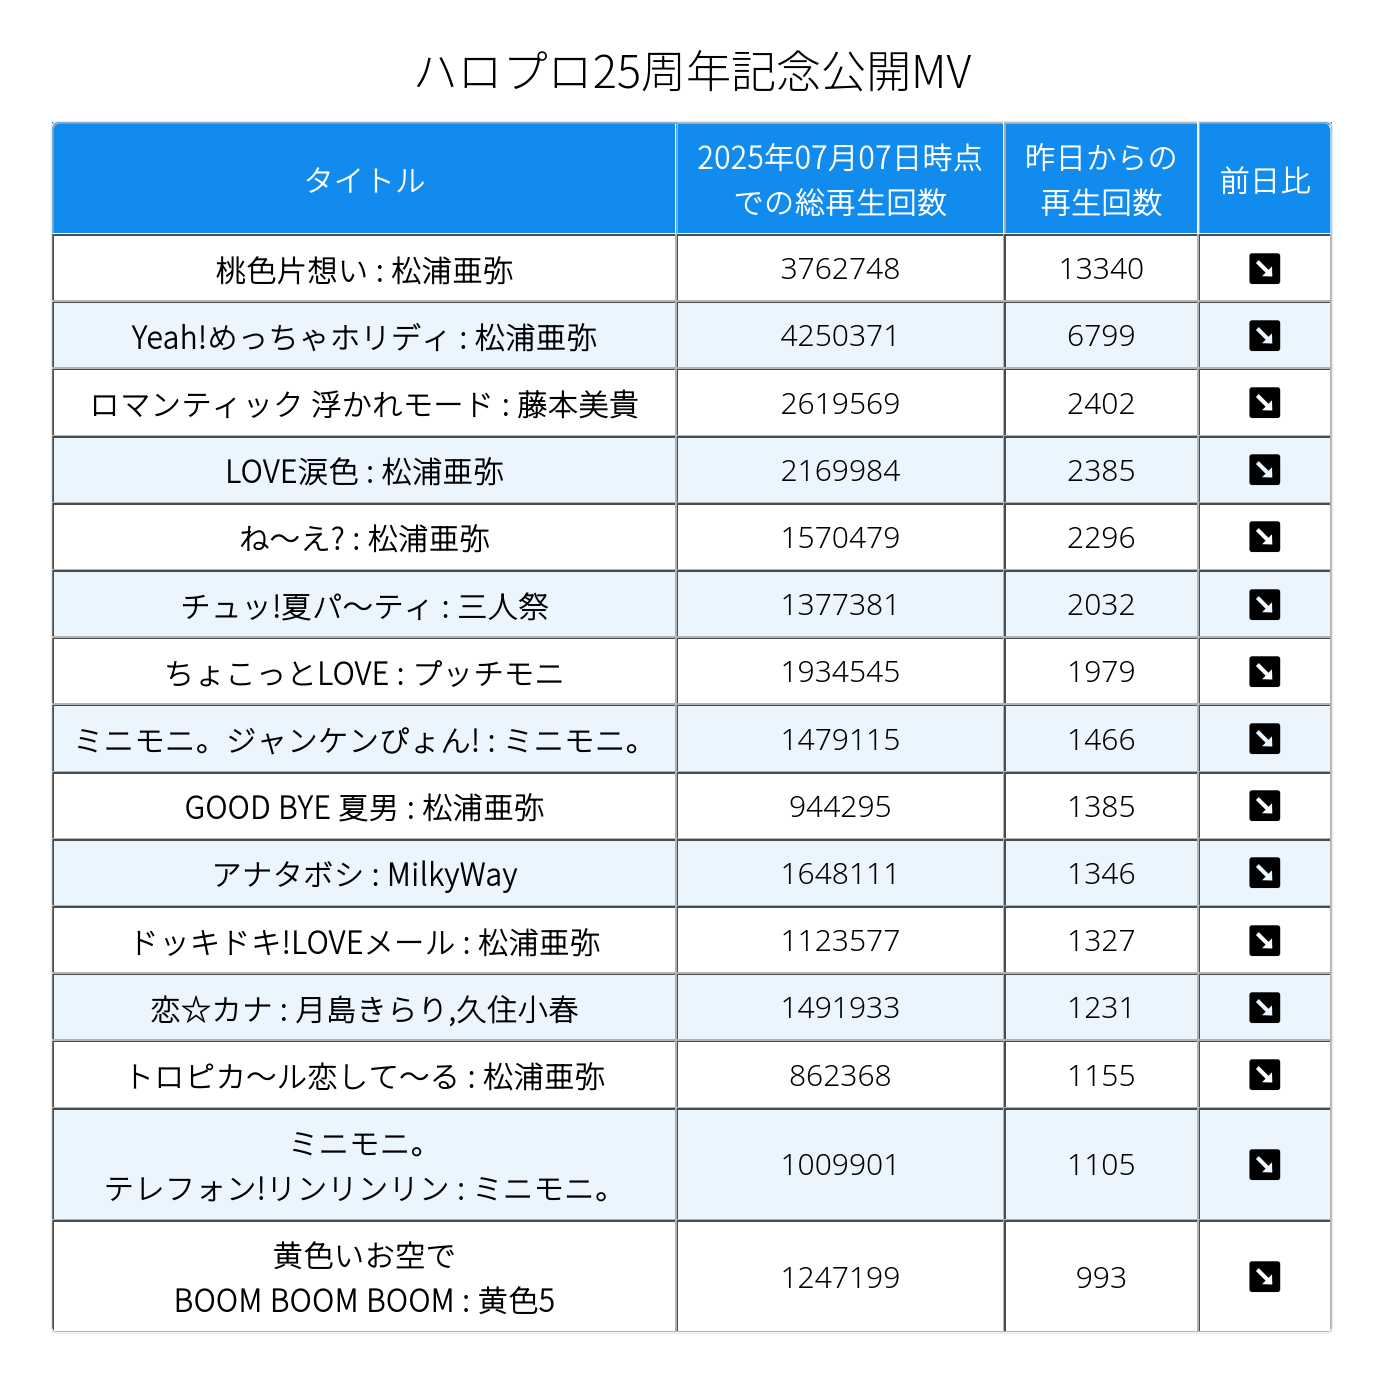 ハロプロ25周年記念公開MV
タイトル
2025年07月07日時点
での総再生回数
昨日からの
再生回数
前日比
桃色片想い : 松浦亜弥 3762748 13340
Yeah!めっちゃホリディ : 松浦亜弥 4250371 6799
ロマンティック 浮かれモード : 藤本美貴 2619569 2402
LOVE涙色 : 松浦亜弥 2169984 2385
ね～え? : 松浦亜弥 1570479 2296
チュッ!夏パ～ティ : 三人祭 1377381 2032
ちょこっとLOVE : プッチモニ 1934545 1979
ミニモニ。ジャンケンぴょん! : ミニモニ。 1479115 1466
GOOD BYE 夏男 : 松浦亜弥 944295 1385
アナタボシ : MilkyWay 1648111 1346
ドッキドキ!LOVEメール : 松浦亜弥 1123577 1327
恋☆カナ : 月島きらり,久住小春 1491933 1231
トロピカ～ル恋して～る : 松浦亜弥 862368 1155
ミニモニ。
テレフォン!リンリンリン : ミニモニ。 1009901 1105
黄色いお空で
BOOM BOOM BOOM : 黄色5 1247199 993